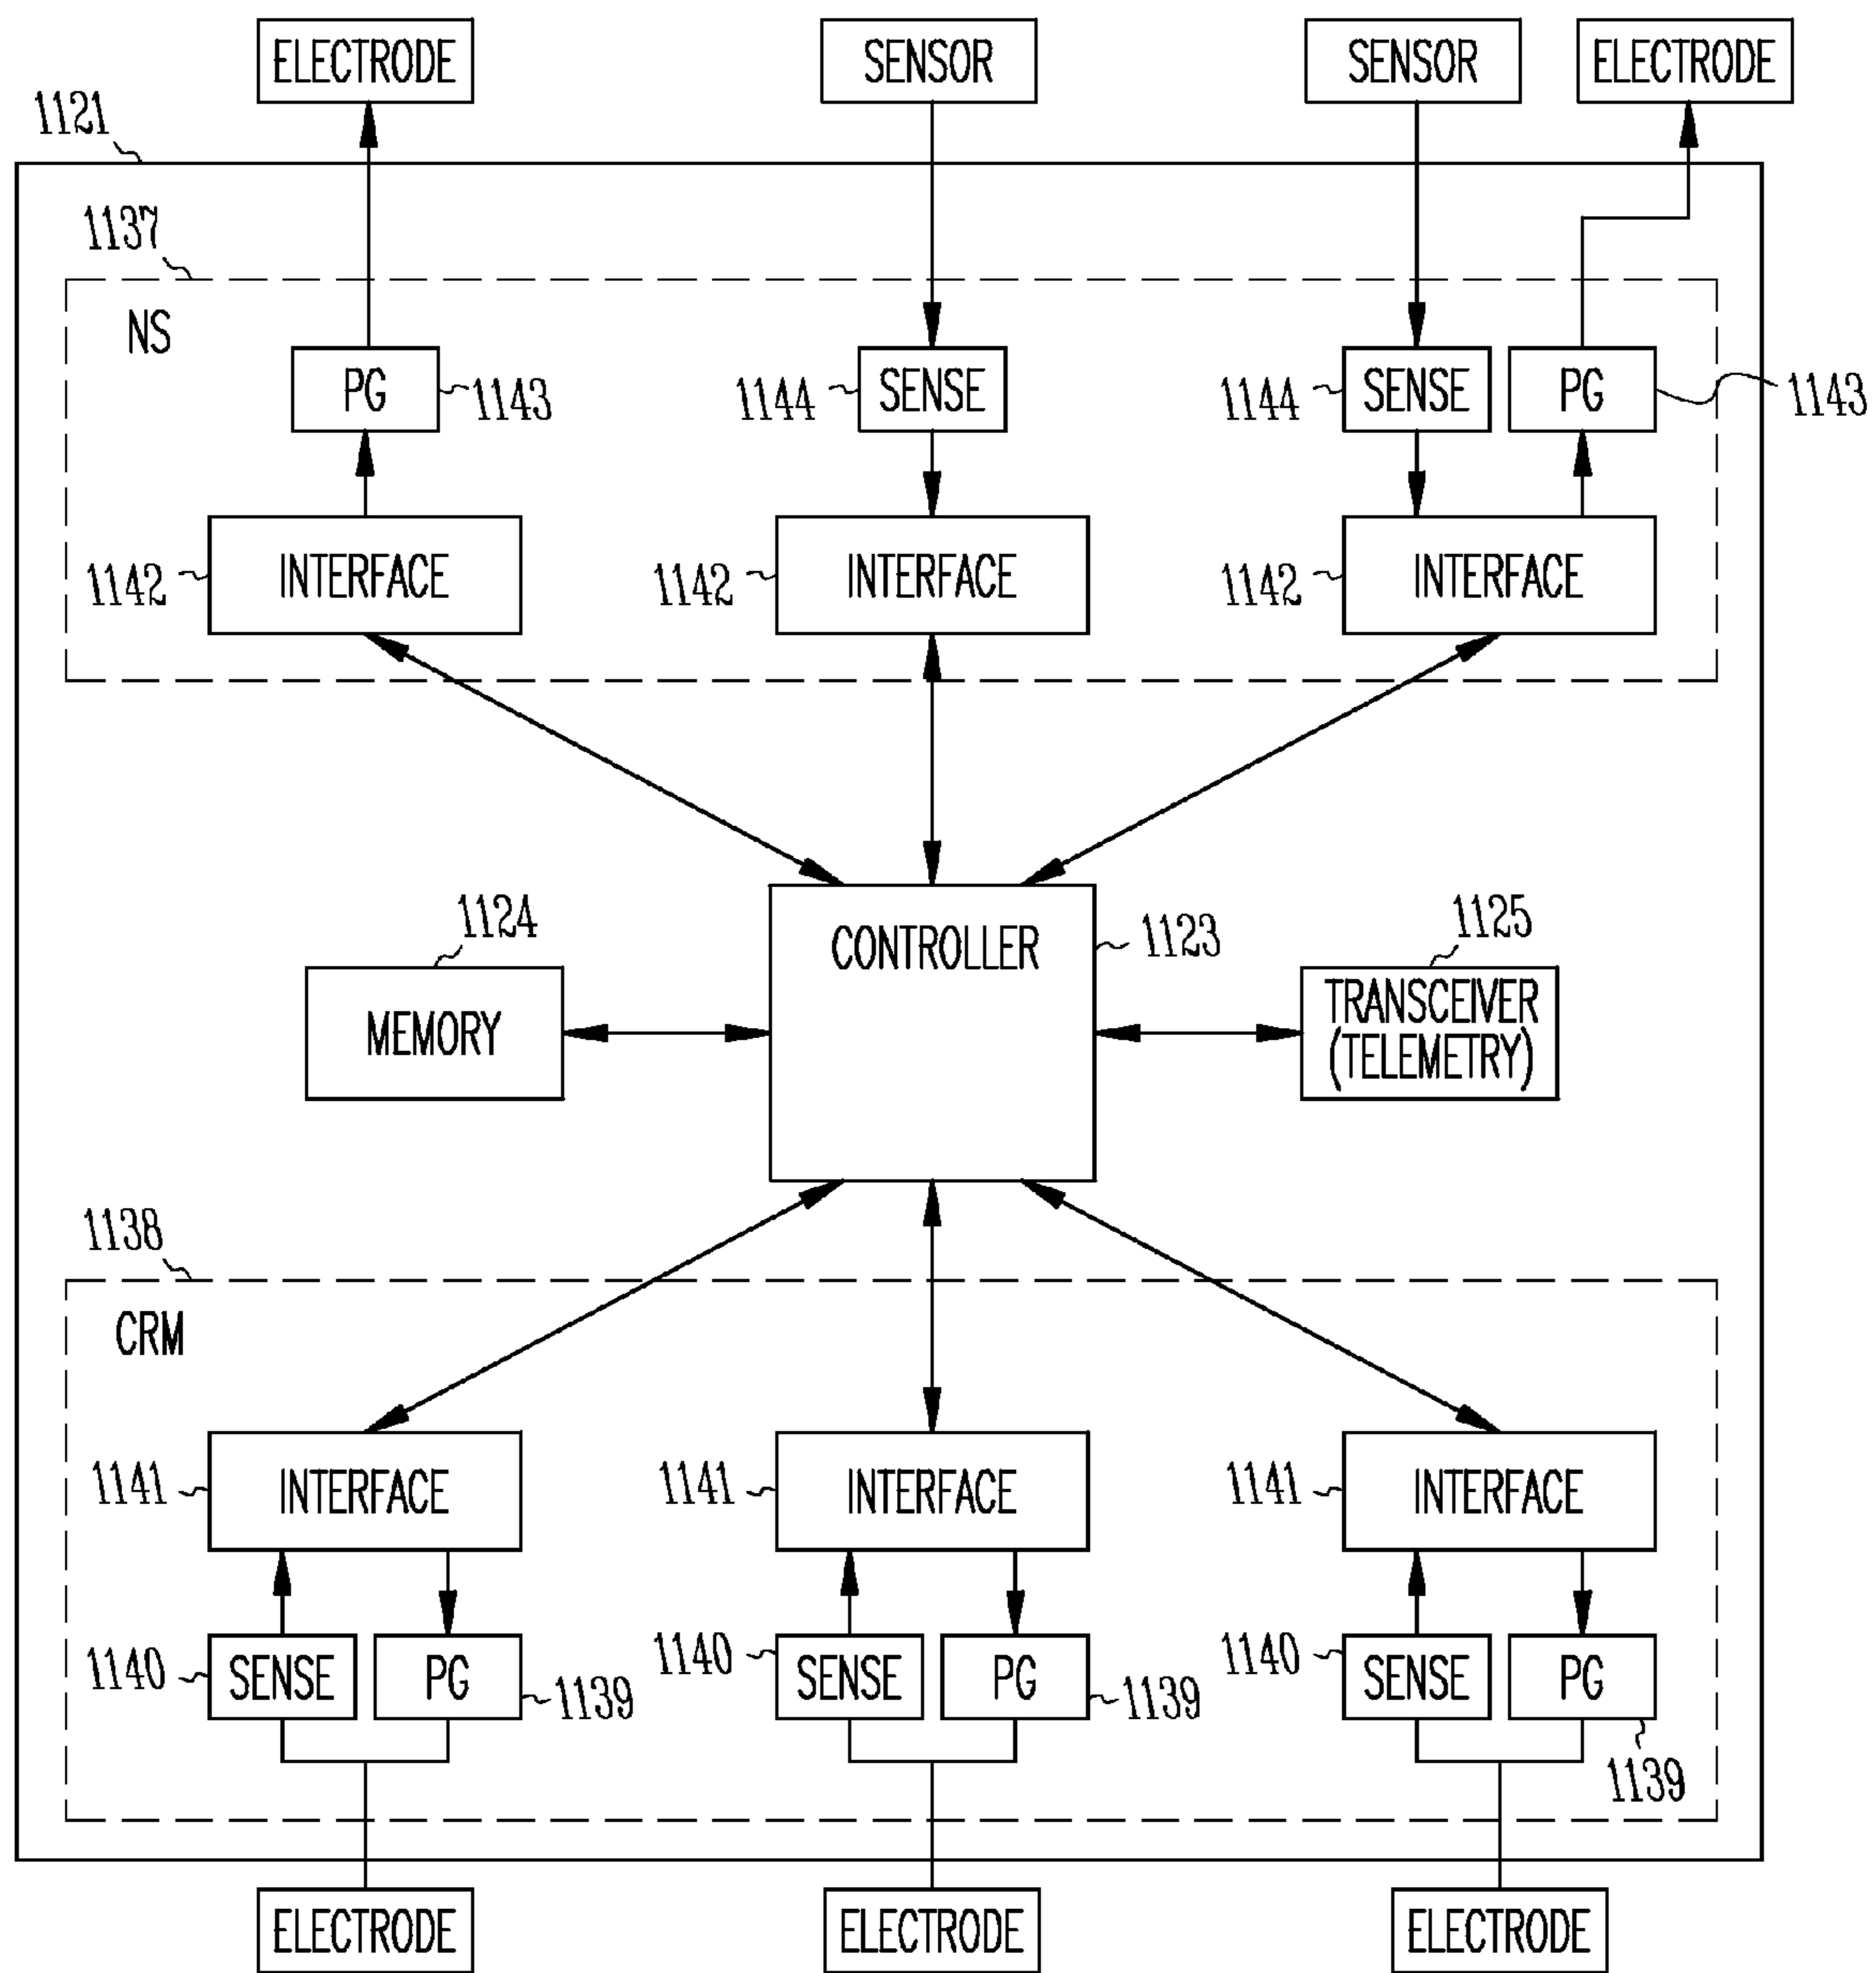 ELECTRODE
SENSOR
SENSOR
ELECTRODE
1121
1137
NS
PG
1143
1144
SENSE
1144
SENSE
PG
1143
1142
INTERFACE
1142
INTERFACE
1142
INTERFACE
1124
MEMORY
CONTROLLER
1123
1125
TRANSCEIVER
(TELEMETRY)
1138
CRM
1141
INTERFACE
1141
INTERFACE
1141
INTERFACE
1140
SENSE
PG
1139
1140
SENSE
PG
1139
1140
SENSE
PG
1139
ELECTRODE
ELECTRODE
ELECTRODE